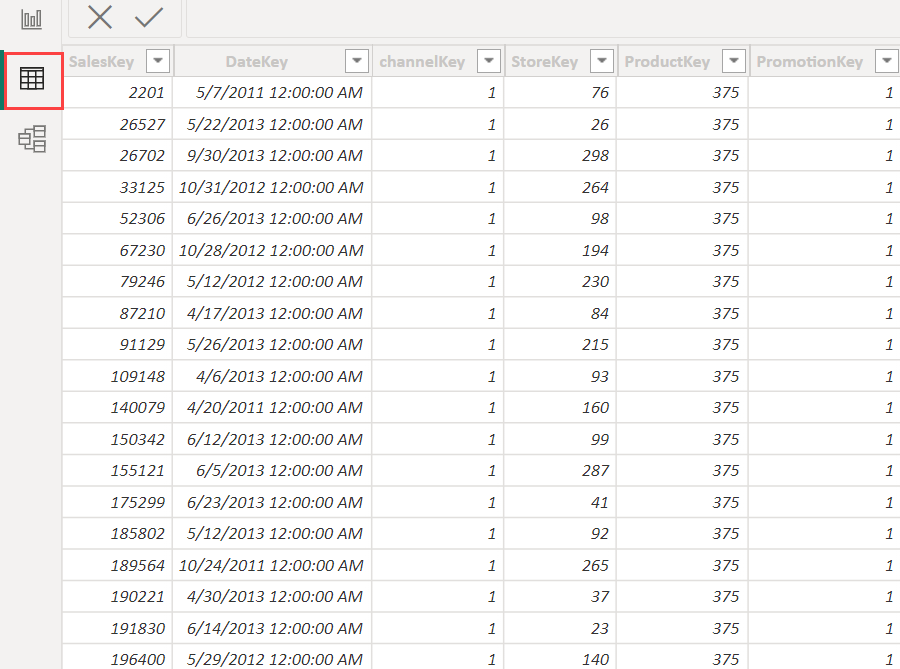 SalesKey DateKey channelKey StoreKey ProductKey PromotionKey
2201 5/7/2011 12:00:00 AM 1 76 375 1
26527 5/22/2013 12:00:00 AM 1 26 375 1
26702 9/30/2013 12:00:00 AM 1 298 375 1
33125 10/31/2012 12:00:00 AM 1 264 375 1
52306 6/26/2013 12:00:00 AM 1 98 375 1
67230 10/28/2012 12:00:00 AM 1 194 375 1
79246 5/12/2012 12:00:00 AM 1 230 375 1
87210 4/17/2013 12:00:00 AM 1 84 375 1
91129 5/26/2013 12:00:00 AM 1 215 375 1
109148 4/6/2013 12:00:00 AM 1 93 375 1
140079 4/20/2011 12:00:00 AM 1 160 375 1
150342 6/12/2013 12:00:00 AM 1 99 375 1
155121 6/5/2013 12:00:00 AM 1 287 375 1
175299 6/23/2013 12:00:00 AM 1 41 375 1
185802 5/12/2013 12:00:00 AM 1 92 375 1
189564 10/24/2011 12:00:00 AM 1 265 375 1
190221 4/30/2013 12:00:00 AM 1 37 375 1
191830 6/14/2013 12:00:00 AM 1 23 375 1
196400 5/29/2012 12:00:00 AM 1 140 375 1